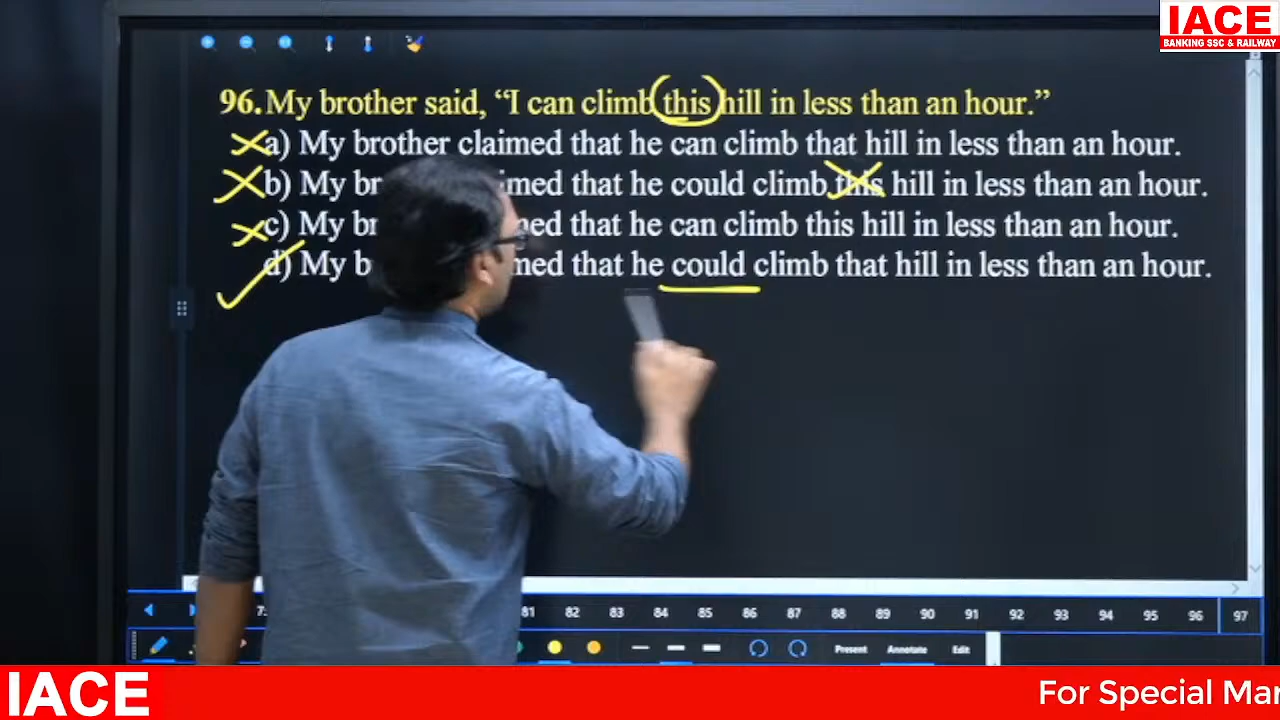 IACE
BANKING SSC & RAILWAY
96. My brother said, “I can climb this hill in less than an hour.”
a) My brother claimed that he can climb that hill in less than an hour.
b) My br imed that he could climb this hill in less than an hour.
c) My br ned that he can climb this hill in less than an hour.
d) My b med that he could climb that hill in less than an hour.
81 82 83 84 85 86 87 88 89 90 91 92 93 94 95 96 97
Present Annotate Edit
IACE
For Special Mar